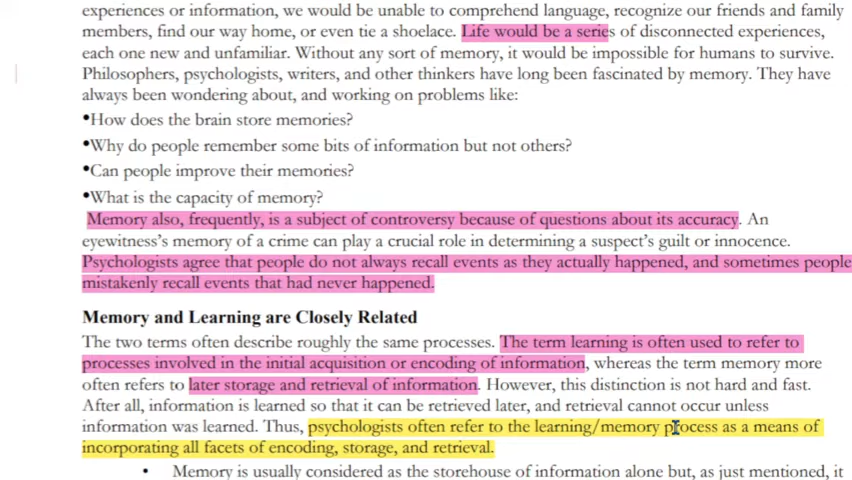 experiences or information, we would be unable to comprehend language, recognize our friends and family
members, find our way home, or even tie a shoelace. Life would be a series of disconnected experiences,
each one new and unfamiliar. Without any sort of memory, it would be impossible for humans to survive.
Philosophers, psychologists, writers, and other thinkers have long been fascinated by memory. They have
always been wondering about, and working on problems like:
•How does the brain store memories?
•Why do people remember some bits of information but not others?
•Can people improve their memories?
•What is the capacity of memory?
Memory also, frequently, is a subject of controversy because of questions about its accuracy. An
eyewitness's memory of a crime can play a crucial role in determining a suspect's guilt or innocence.
Psychologists agree that people do not always recall events as they actually happened, and sometimes people
mistakenly recall events that had never happened.
Memory and Learning are Closely Related
The two terms often describe roughly the same processes. The term learning is often used to refer to
processes involved in the initial acquisition or encoding of information, whereas the term memory more
often refers to later storage and retrieval of information. However, this distinction is not hard and fast.
After all, information is learned so that it can be retrieved later, and retrieval cannot occur unless
information was learned. Thus, psychologists often refer to the learning/memory process as a means of
incorporating all facets of encoding, storage, and retrieval.
• Memory is usually considered as the storehouse of information alone but, as just mentioned, it